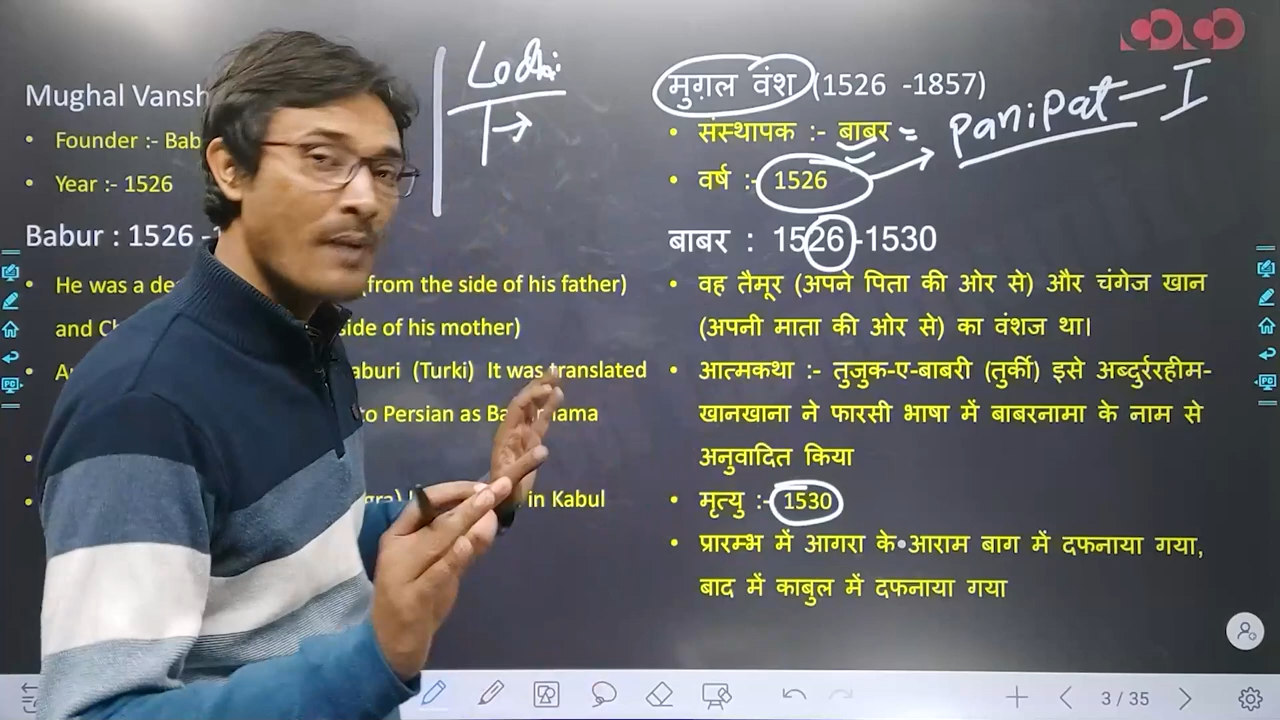 Mughal Vansh
• Founder :- Bab
• Year :- 1526
Babur : 1526 -1
• He was a de (from the side of his father)
and Ch side of his mother)
• aburi (Turki) It was translated
to Persian as Ba nama
in Kabul
Lodhi
मुग़ल वंश (1526 -1857)
• संस्थापक :- बाबर =
Panipat - I
• वर्ष :- 1526
बाबर : 1526 -1530
• वह तैमूर (अपने पिता की ओर से) और चंगेज खान
(अपनी माता की ओर से) का वंशज था।
• आत्मकथा :- तुजुक-ए-बाबरी (तुर्की) इसे अब्दुर्ररहीम-
खानखाना ने फारसी भाषा में बाबरनामा के नाम से
अनुवादित किया
• मृत्यु :- 1530
• प्रारम्भ में आगरा के आराम बाग में दफनाया गया,
बाद में काबुल में दफनाया गया
3 / 35